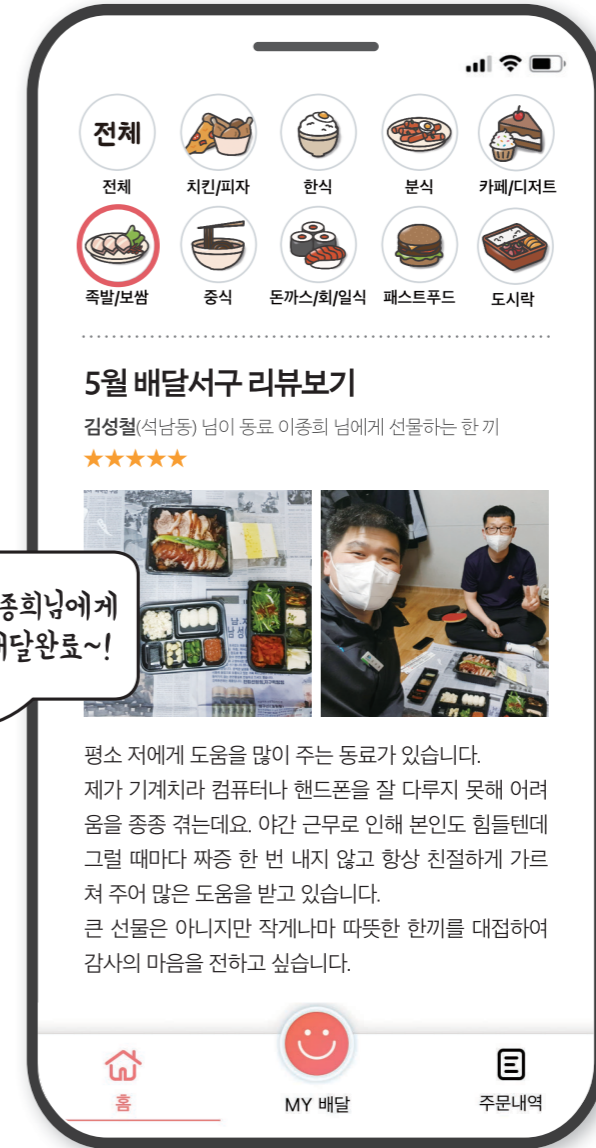 전체
전체
치킨/피자
한식
분식
카페/디저트
족발/보쌈
중식
돈까스/회/일식
패스트푸드
도시락
5월 배달서구 리뷰보기
김성철(석남동) 님이 동료 이종희 님에게 선물하는 한 끼
종희님에게
배달완료~!
평소 저에게 도움을 많이 주는 동료가 있습니다.
제가 기계치라 컴퓨터나 핸드폰을 잘 다루지 못해 어려
움을 종종 겪는데요. 야간 근무로 인해 본인도 힘들텐데
그럴 때마다 짜증 한 번 내지 않고 항상 친절하게 가르
쳐 주어 많은 도움을 받고 있습니다.
큰 선물은 아니지만 작게나마 따뜻한 한끼를 대접하여
감사의 마음을 전하고 싶습니다.
홈
MY 배달
주문내역